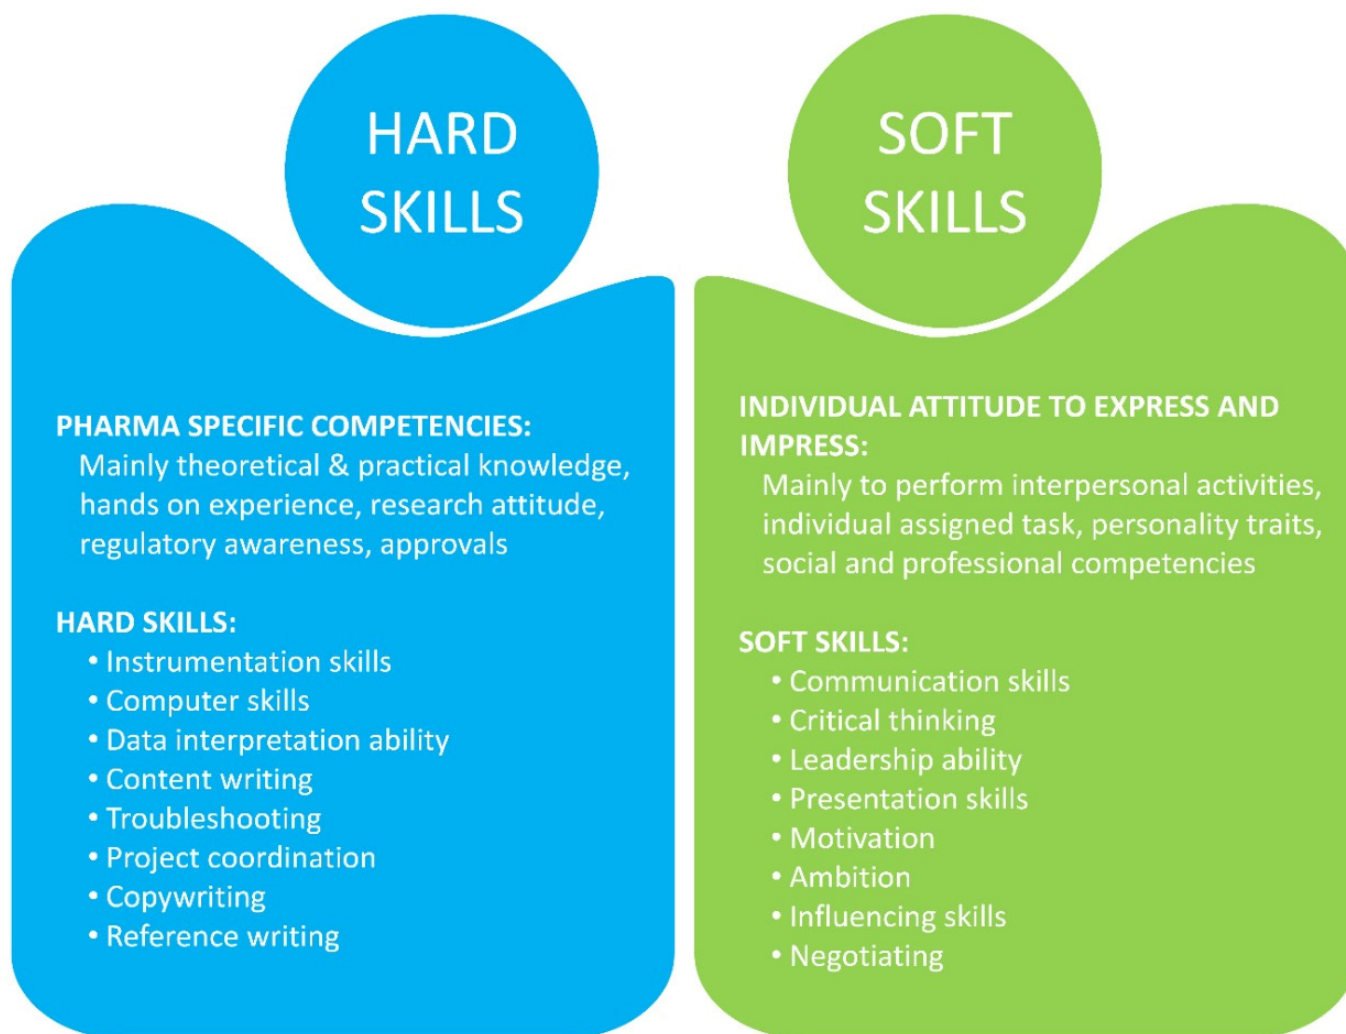 HARD
SKILLS
PHARMA SPECIFIC COMPETENCIES:
Mainly theoretical & practical knowledge,
hands on experience, research attitude,
regulatory awareness, approvals
HARD SKILLS:
• Instrumentation skills
• Computer skills
• Data interpretation ability
• Content writing
• Troubleshooting
• Project coordination
• Copywriting
• Reference writing
SOFT
SKILLS
INDIVIDUAL ATTITUDE TO EXPRESS AND
IMPRESS:
Mainly to perform interpersonal activities,
individual assigned task, personality traits,
social and professional competencies
SOFT SKILLS:
• Communication skills
• Critical thinking
• Leadership ability
• Presentation skills
• Motivation
• Ambition
• Influencing skills
• Negotiating